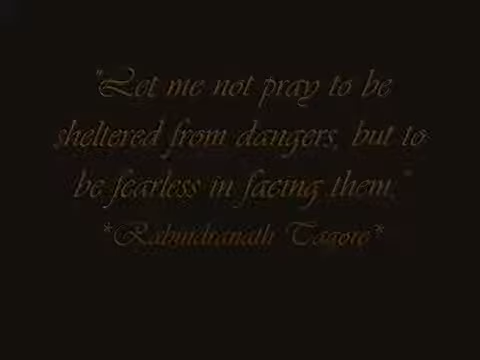 "Let me not pray to be
sheltered from dangers, but to
be fearless in facing them."
*Rabindranath Tagore*